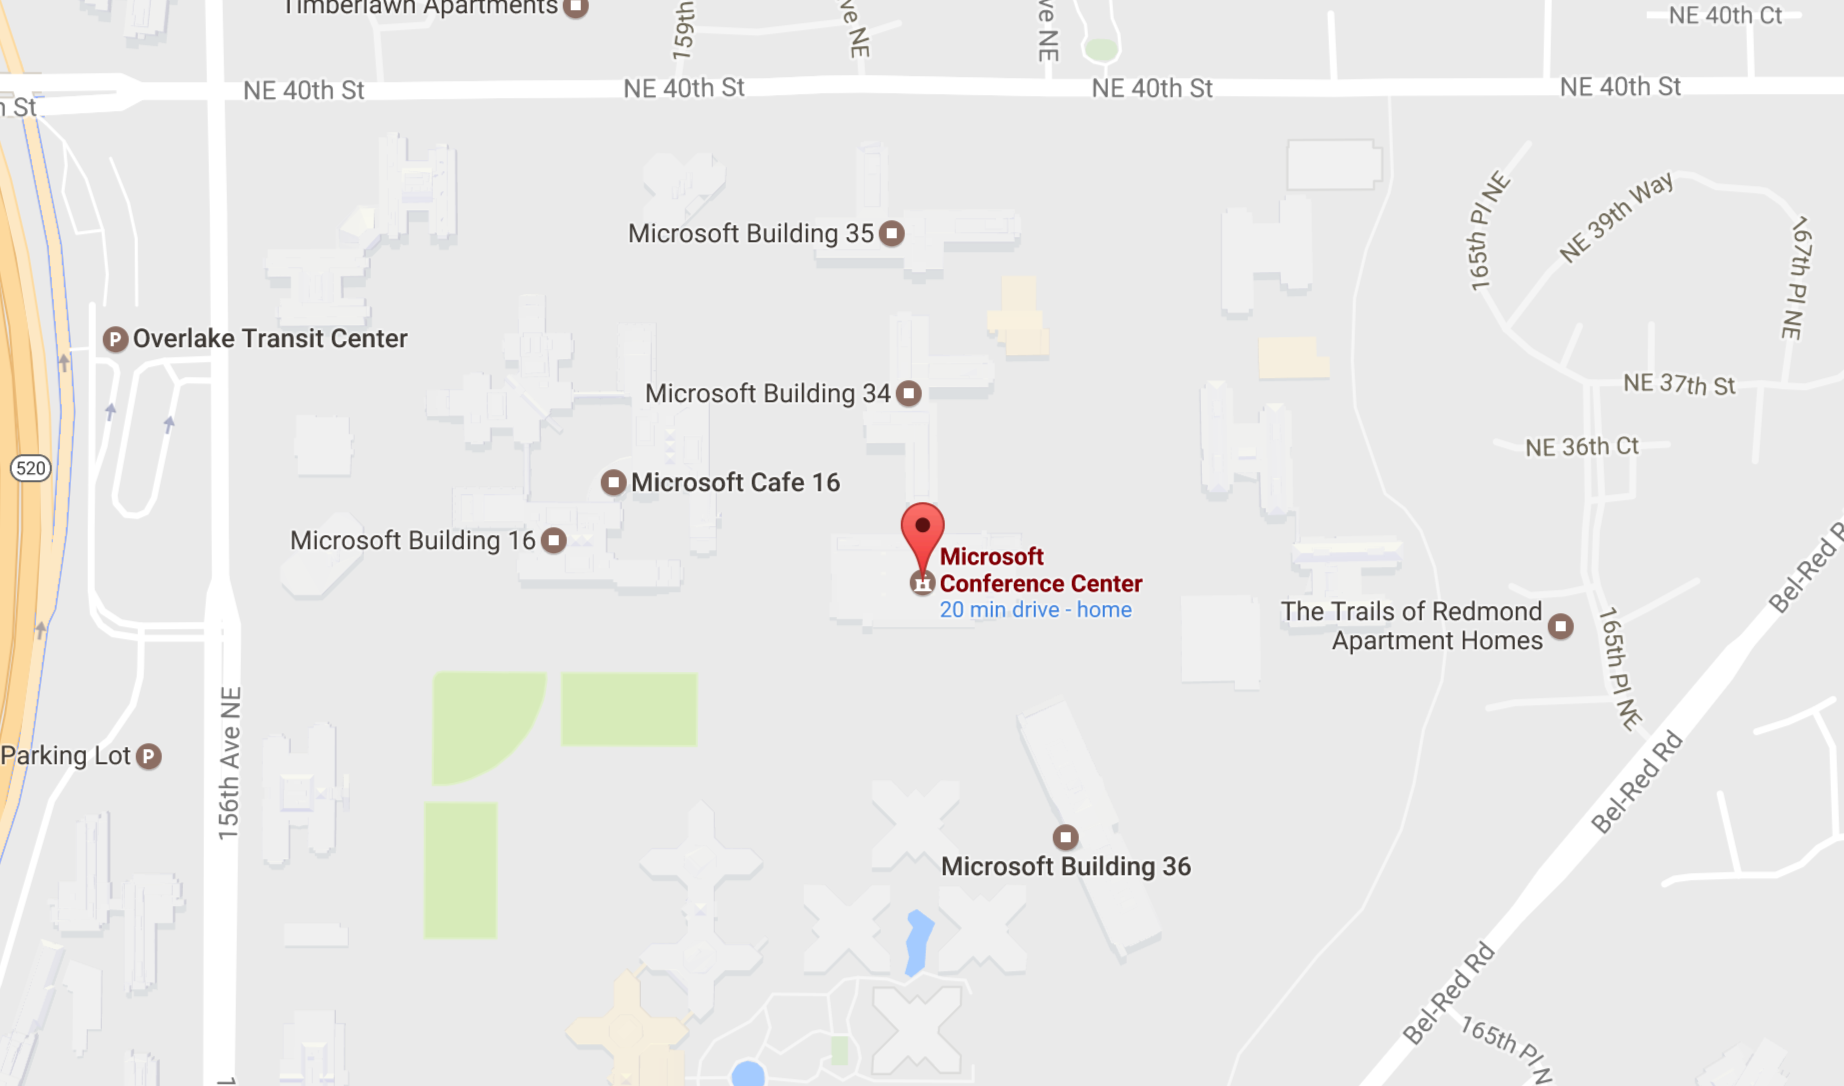 Timberlawn Apartments
159th
ve NE
ve NE
NE 40th Ct
NE 40th St
NE 40th St
NE 40th St
NE 40th St
St
Microsoft Building 35
165th Pl NE
NE 39th Way
167th Pl NE
P Overlake Transit Center
Microsoft Building 34
NE 37th St
NE 36th Ct
520
Microsoft Cafe 16
Microsoft Building 16
Microsoft
Conference Center
20 min drive - home
The Trails of Redmond
Apartment Homes
Bel-Red R
165th Pl NE
156th Ave NE
Parking Lot P
Bel-Red Rd
Microsoft Building 36
Bel-Red Rd
165th Pl N
1